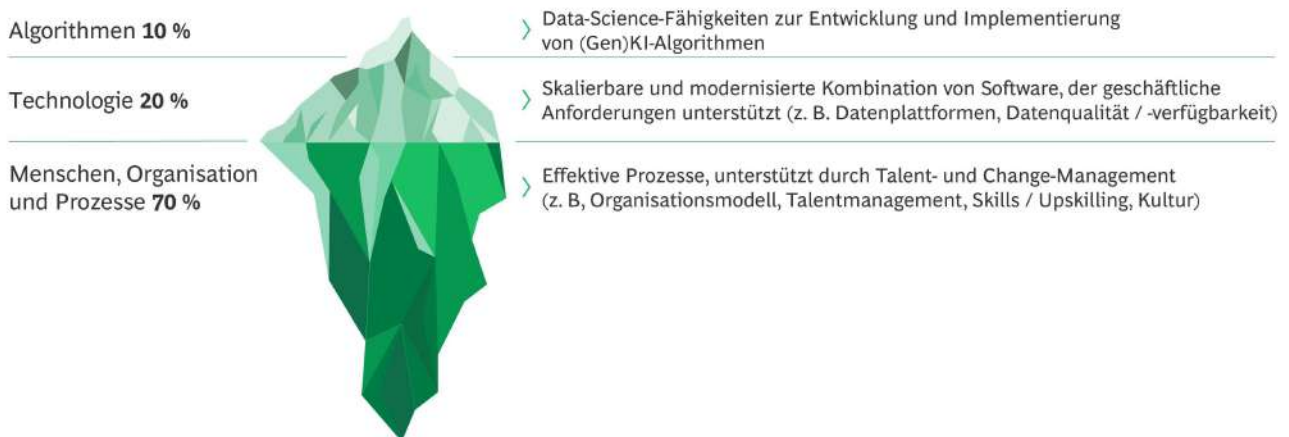 Algorithmen 10 %
Data-Science-Fähigkeiten zur Entwicklung und Implementierung
von (Gen)KI-Algorithmen
Technologie 20 %
Skalierbare und modernisierte Kombination von Software, der geschäftliche
Anforderungen unterstützt (z. B. Datenplattformen, Datenqualität / -verfügbarkeit)
Menschen, Organisation
und Prozesse 70 %
Effektive Prozesse, unterstützt durch Talent- und Change-Management
(z. B, Organisationsmodell, Talentmanagement, Skills / Upskilling, Kultur)